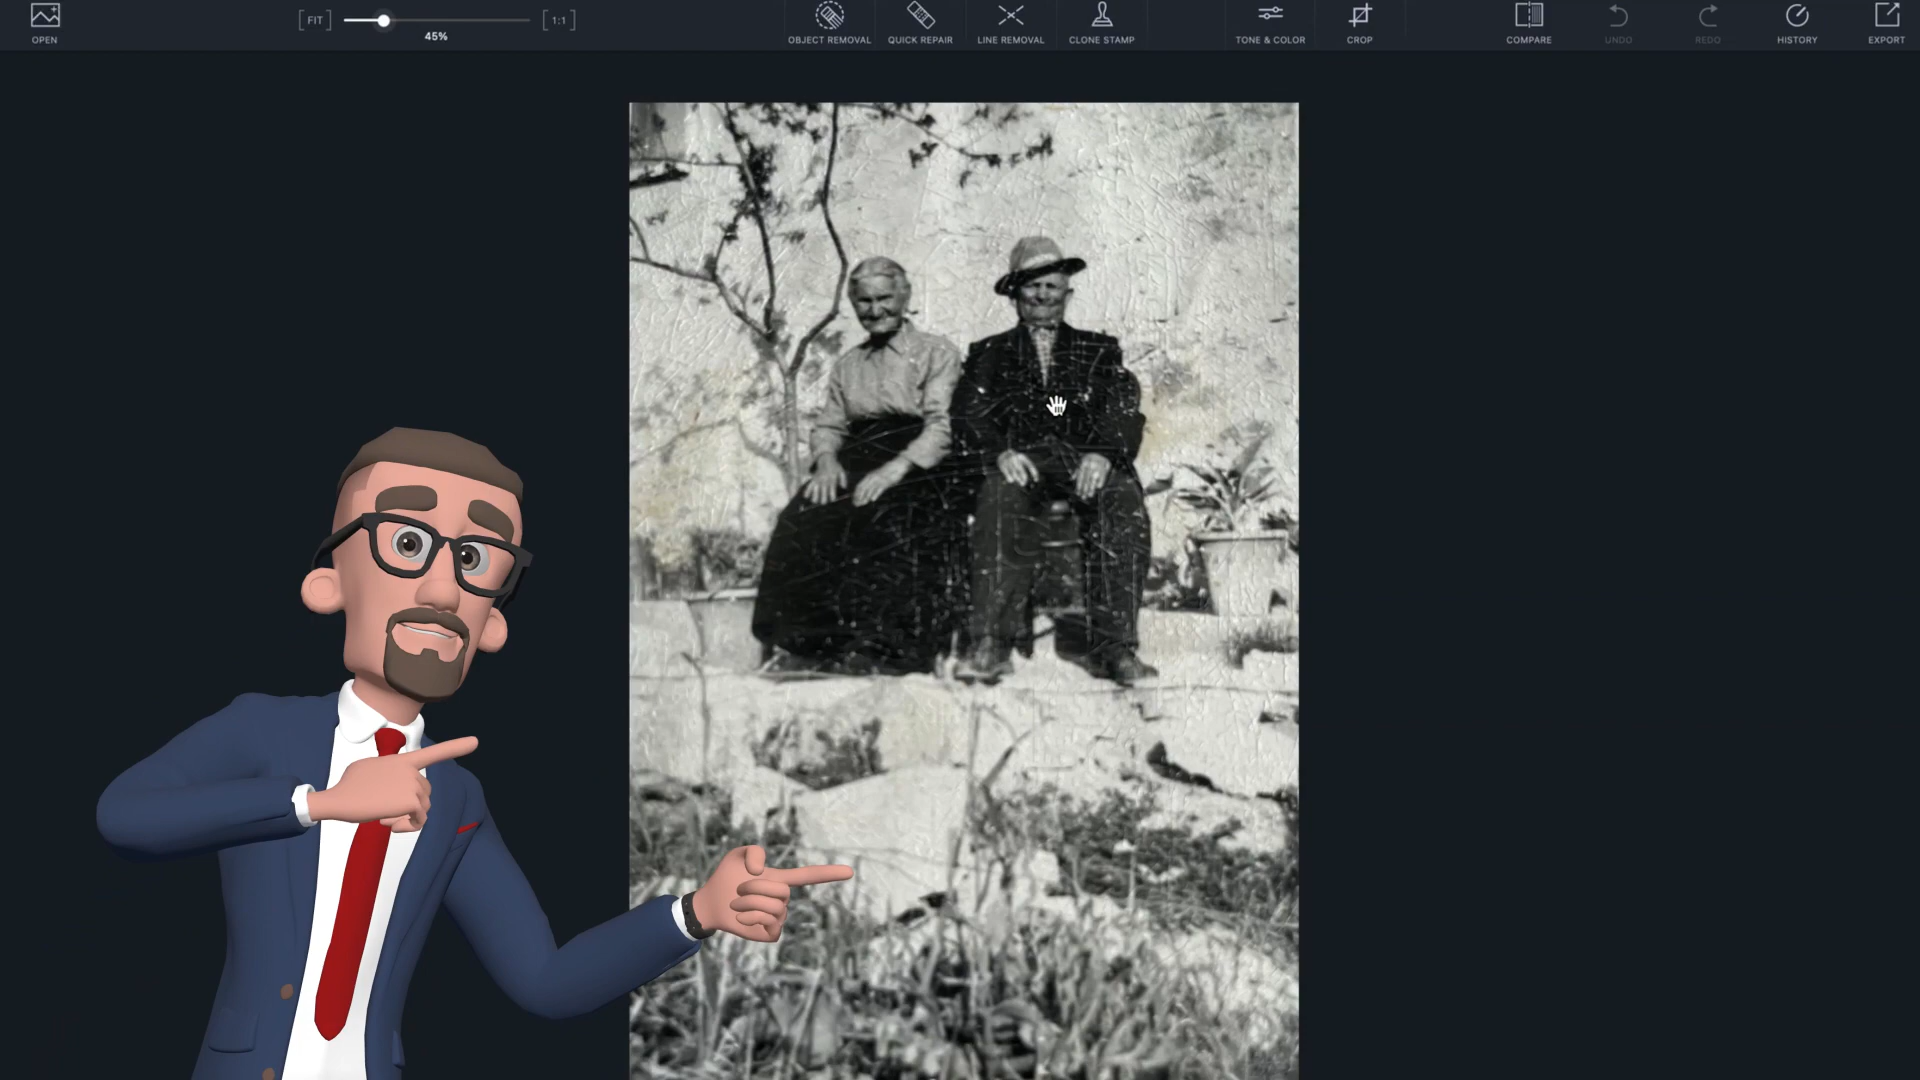 OPEN
FIT
45%
1:1
OBJECT REMOVAL
QUICK REPAIR
LINE REMOVAL
CLONE STAMP
TONE & COLOR
CROP
COMPARE
UNDO
REDO
HISTORY
EXPORT